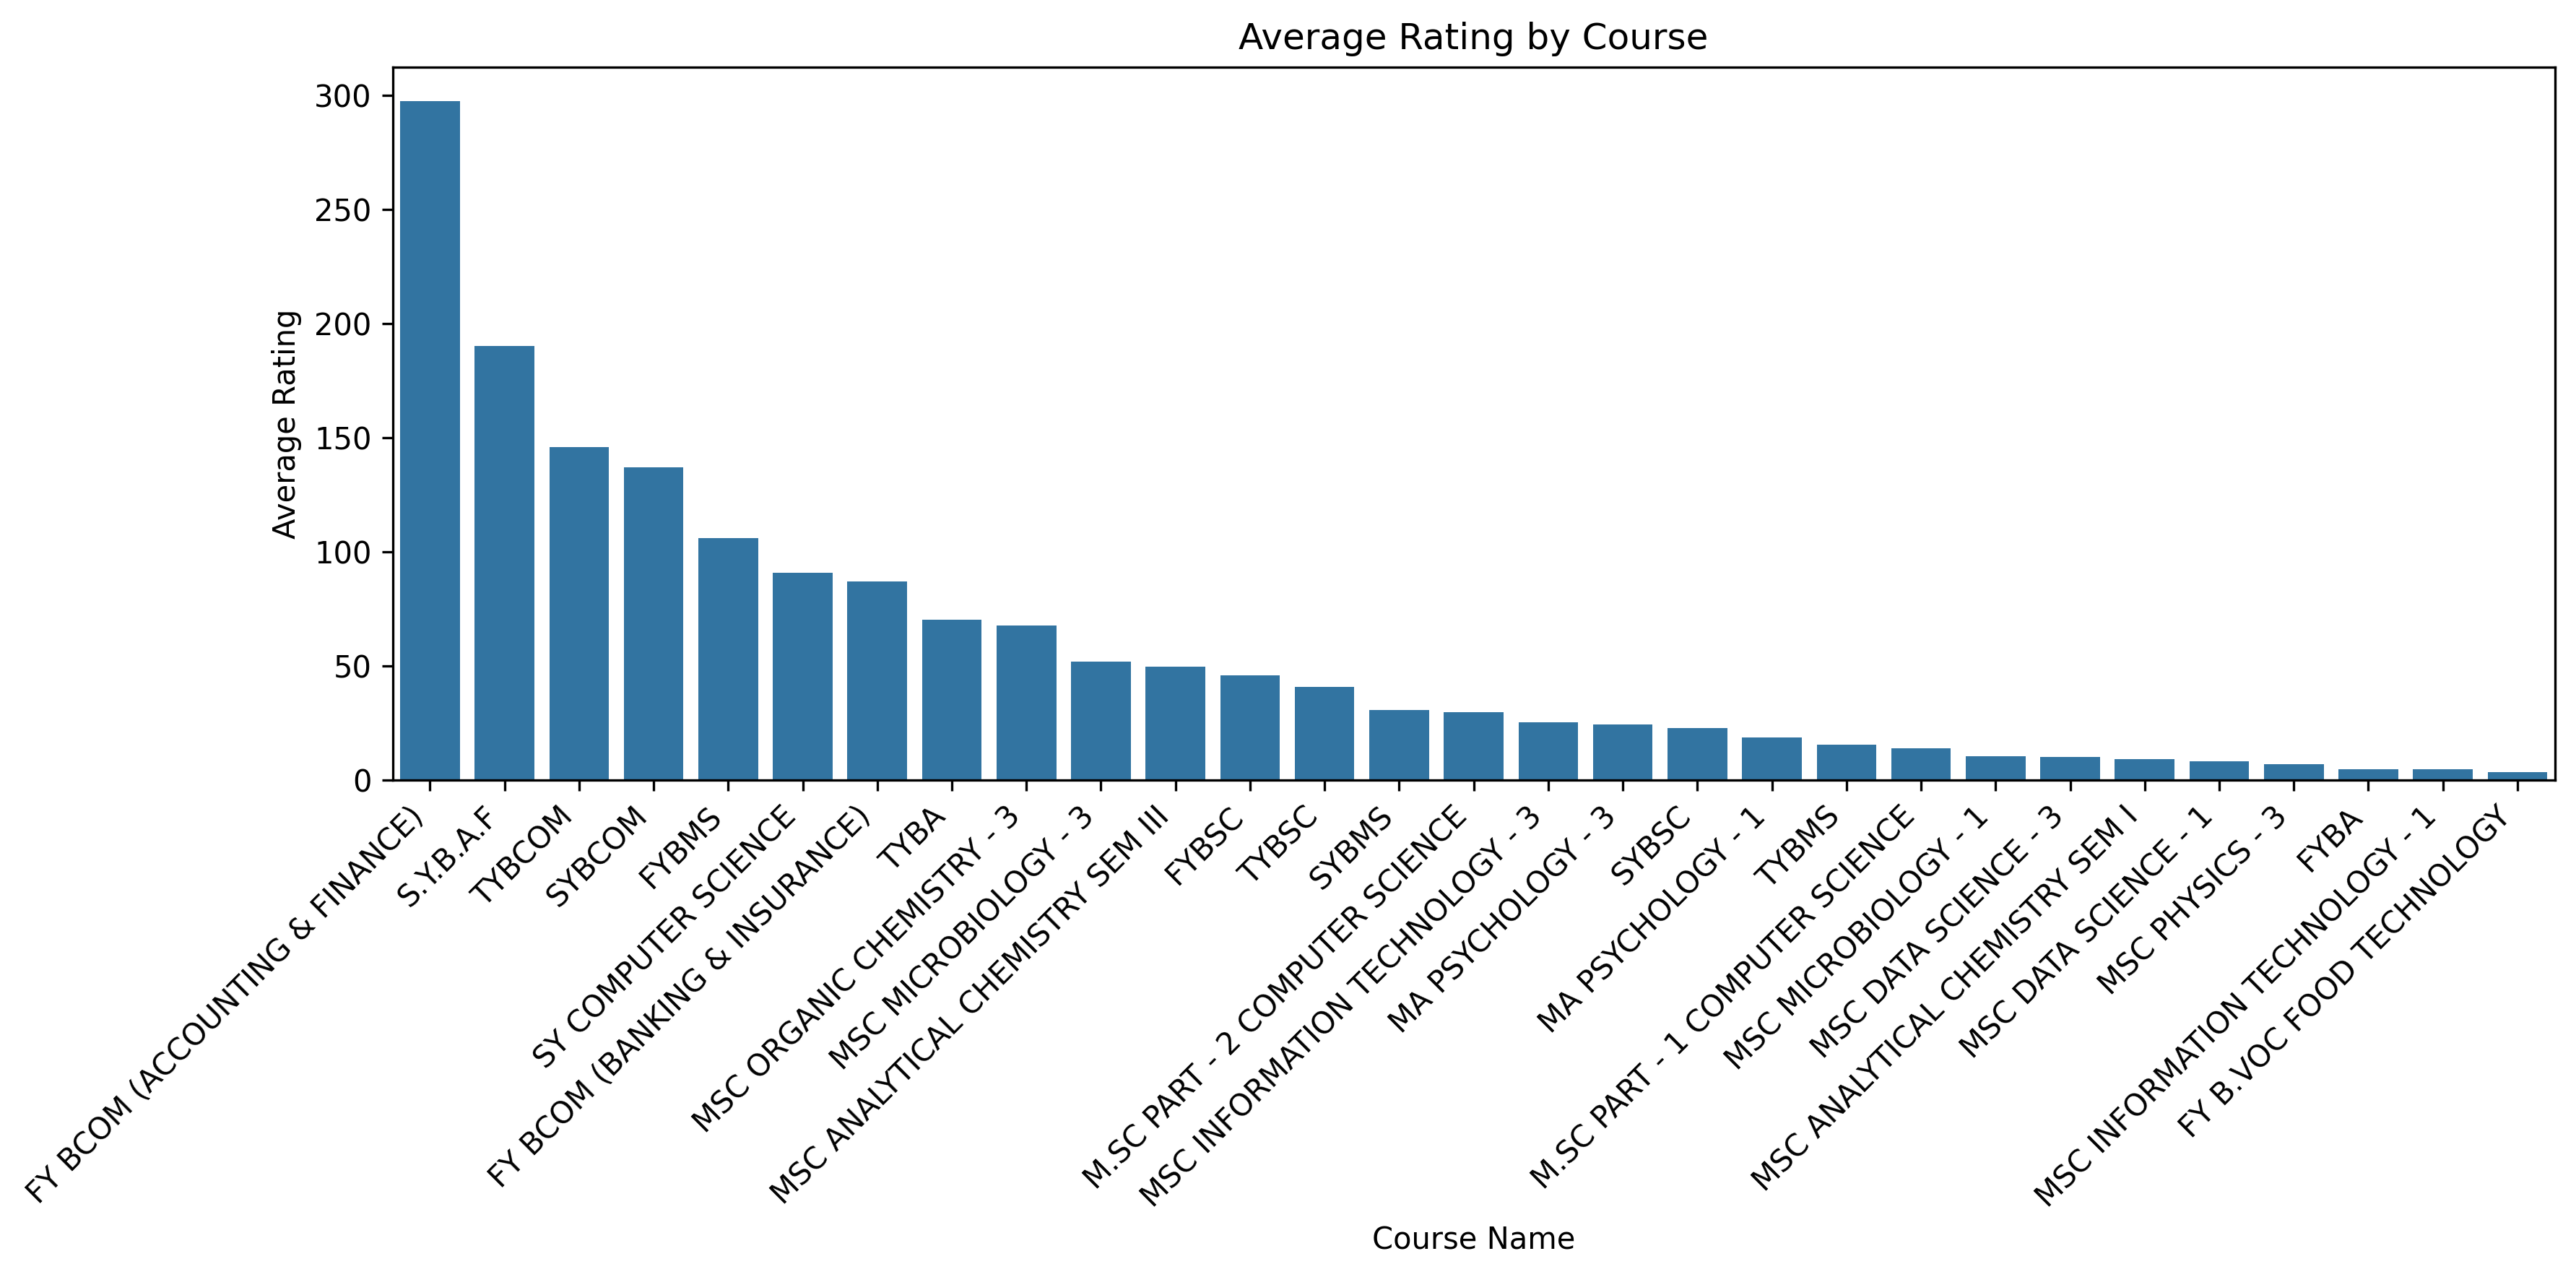 Average Rating by Course
Average Rating
300
250
200
150
100
50
0
FY BCOM (ACCOUNTING & FINANCE)
S.Y.B.A.F
TYBCOM
SYBCOM
FYBMS
SY COMPUTER SCIENCE
FY BCOM (BANKING & INSURANCE)
TYBA
MSC ORGANIC CHEMISTRY - 3
MSC MICROBIOLOGY - 3
MSC ANALYTICAL CHEMISTRY SEM III
FYBSC
TYBSC
SYBMS
M.SC PART - 2 COMPUTER SCIENCE
MSC INFORMATION TECHNOLOGY - 3
MA PSYCHOLOGY - 3
SYBSC
MA PSYCHOLOGY - 1
TYBMS
M.SC PART - 1 COMPUTER SCIENCE
MSC MICROBIOLOGY - 1
MSC DATA SCIENCE - 3
MSC ANALYTICAL CHEMISTRY SEM I
MSC DATA SCIENCE - 1
MSC PHYSICS - 3
FYBA
MSC INFORMATION TECHNOLOGY - 1
FY B.VOC FOOD TECHNOLOGY
Course Name